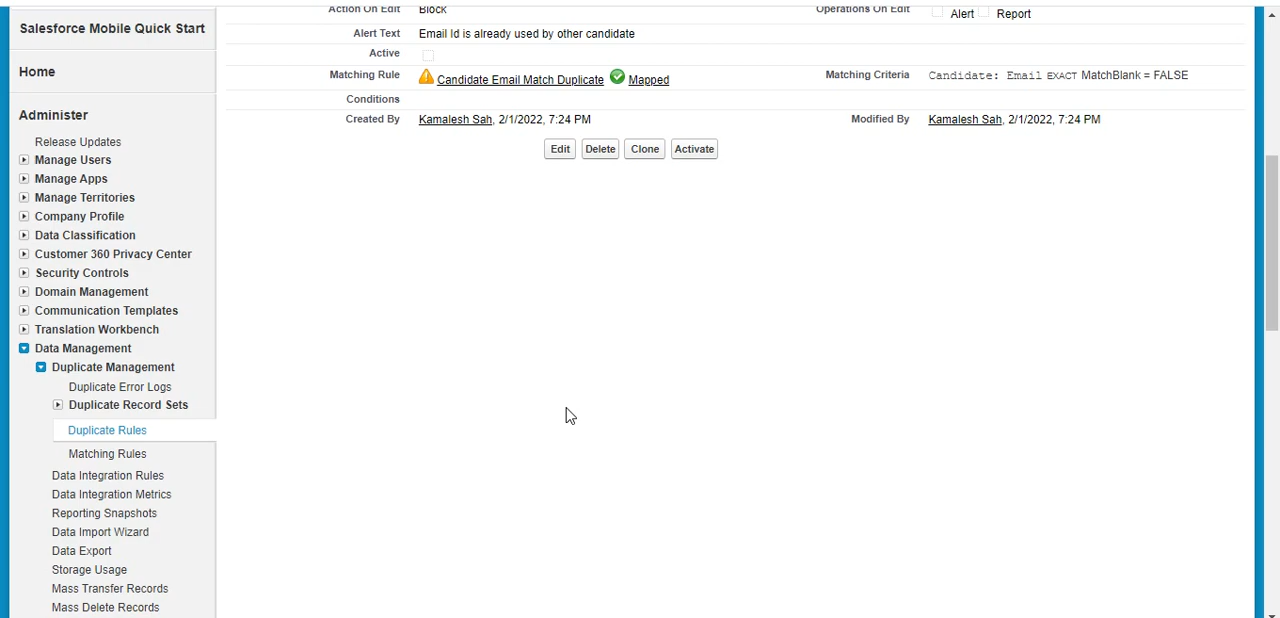 Salesforce Mobile Quick Start
Home
Administer
Release Updates
Manage Users
Manage Apps
Manage Territories
Company Profile
Data Classification
Customer 360 Privacy Center
Security Controls
Domain Management
Communication Templates
Translation Workbench
Data Management
Duplicate Management
Duplicate Error Logs
Duplicate Record Sets
Duplicate Rules
Matching Rules
Data Integration Rules
Data Integration Metrics
Reporting Snapshots
Data Import Wizard
Data Export
Storage Usage
Mass Transfer Records
Mass Delete Records
Action On Edit Block Operations On Edit Alert Report
Alert Text Email Id is already used by other candidate
Active
Matching Rule Candidate Email Match Duplicate Mapped Matching Criteria Candidate: Email EXACT MatchBlank = FALSE
Conditions
Created By Kamalesh Sah, 2/1/2022, 7:24 PM Modified By Kamalesh Sah, 2/1/2022, 7:24 PM
Edit Delete Clone Activate